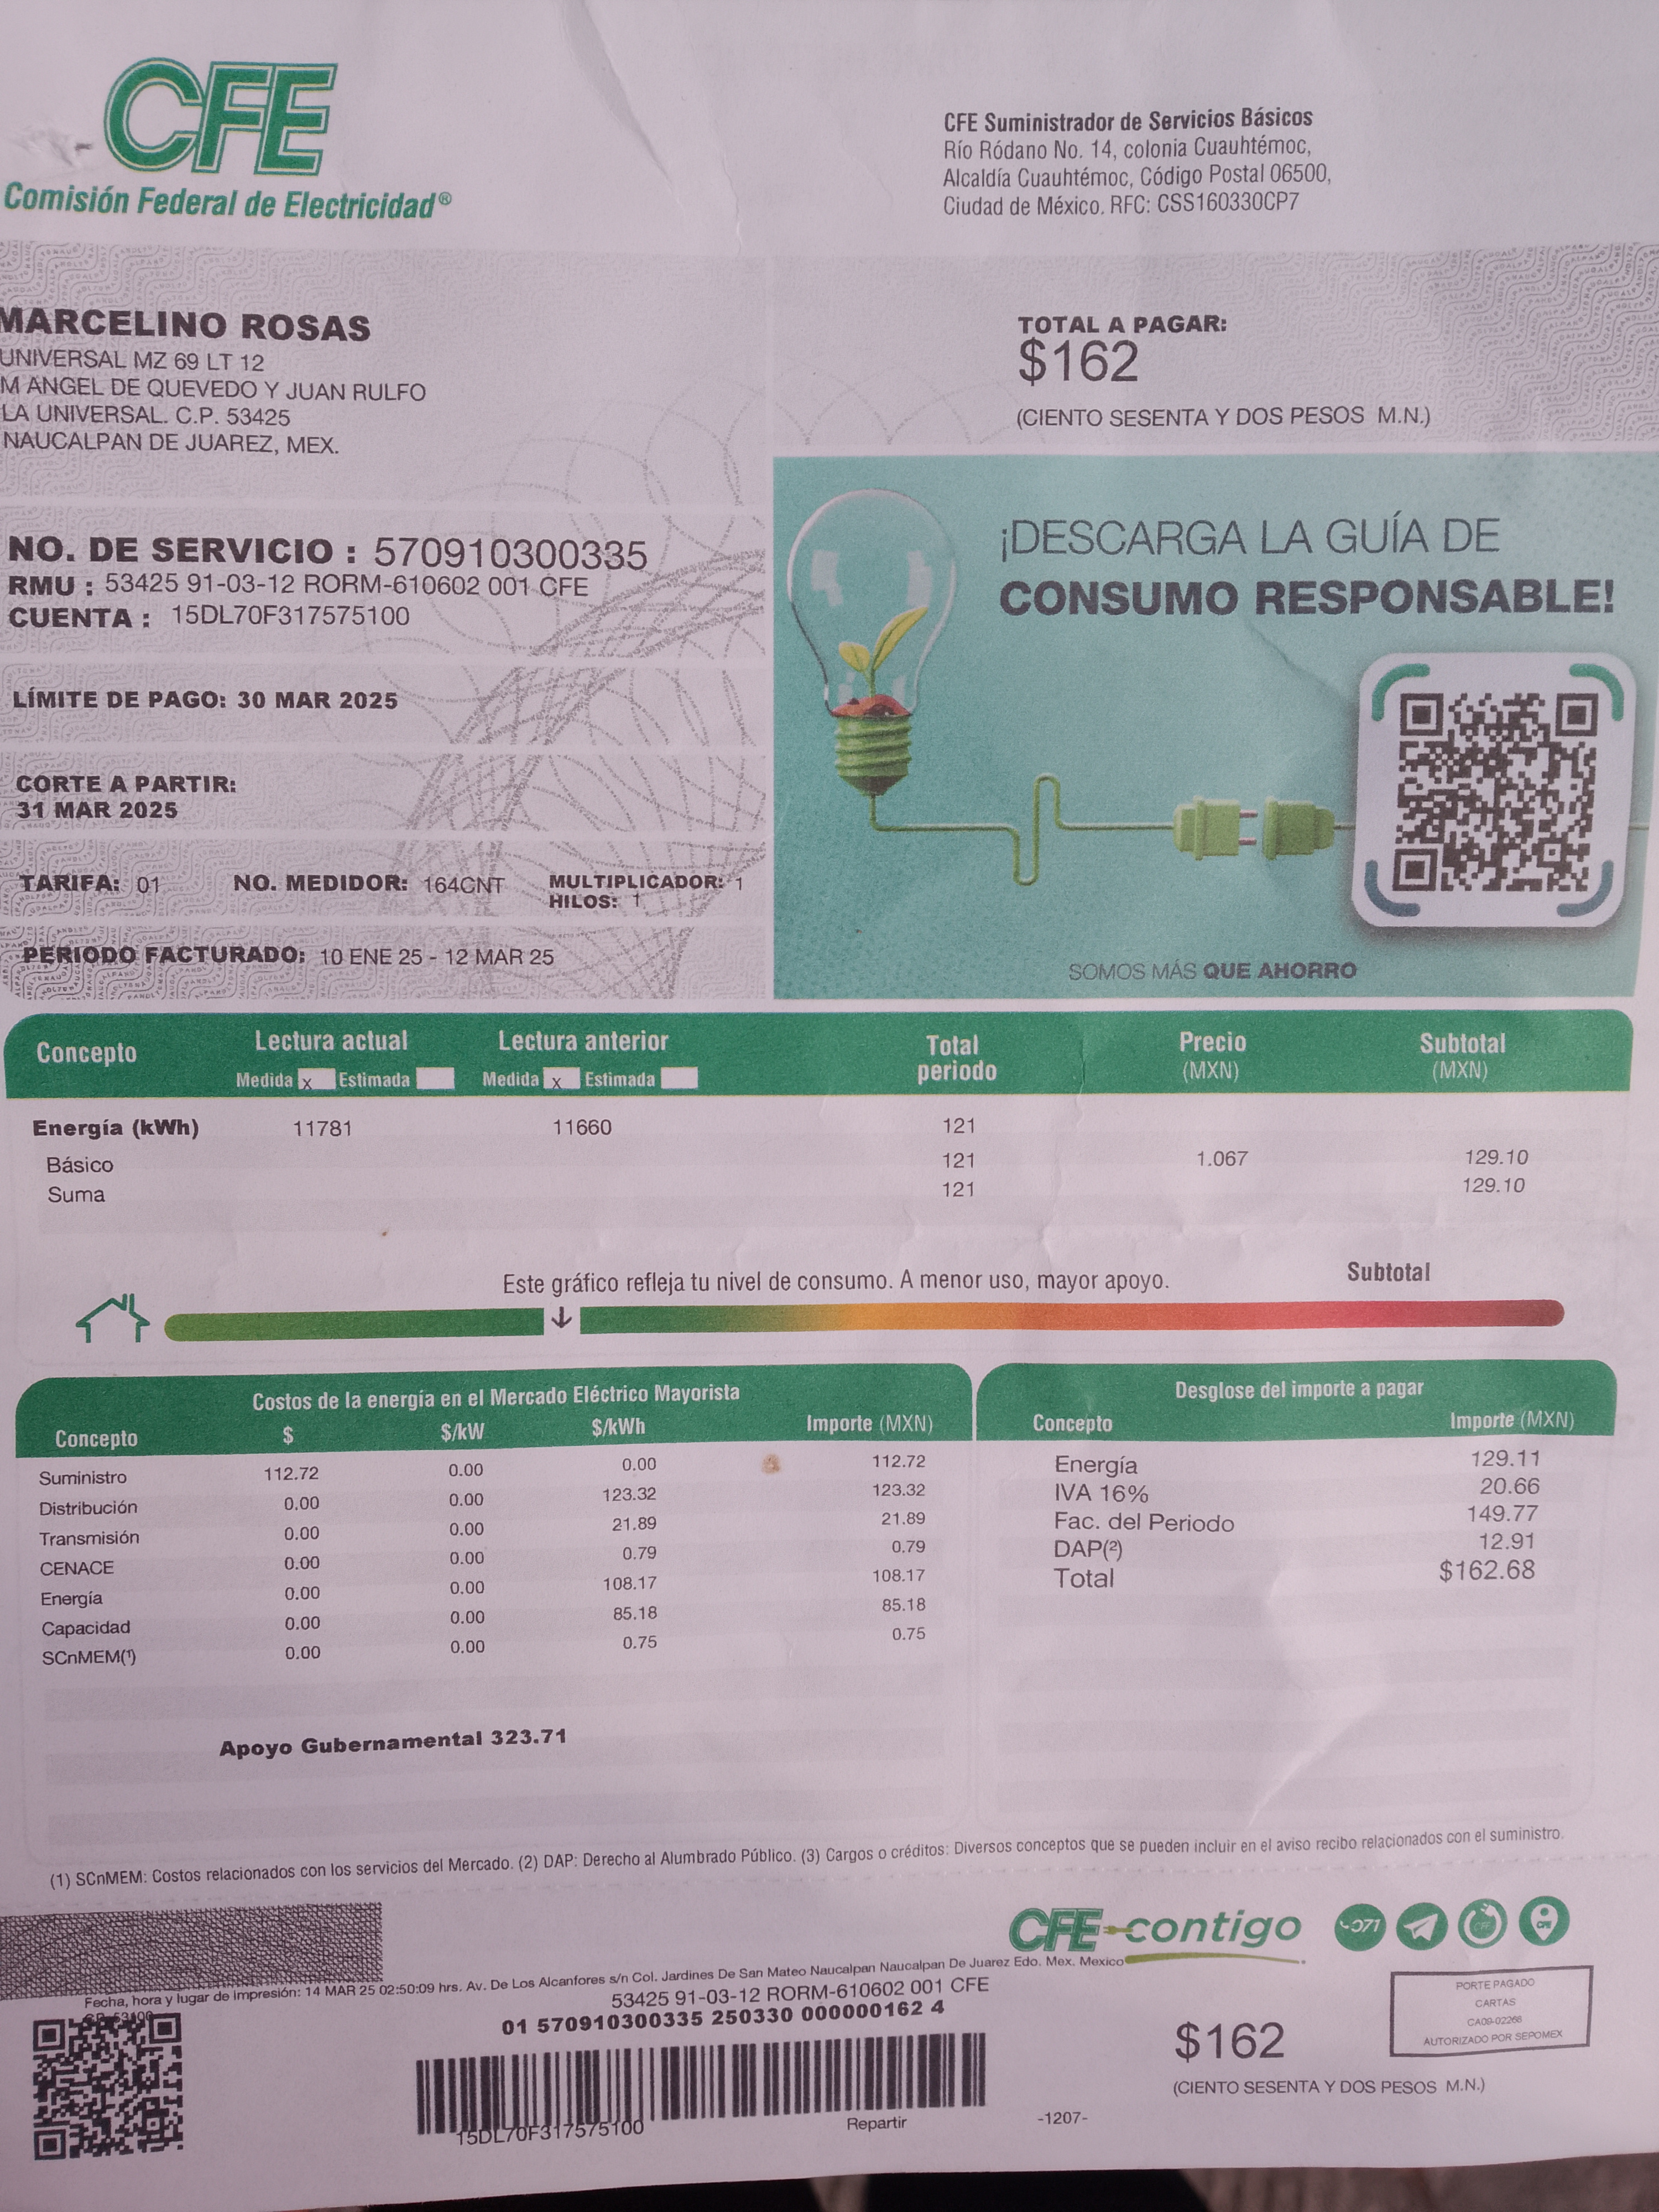 CFE
Comisión Federal de Electricidad®
CFE Suministrador de Servicios Básicos
Río Ródano No. 14, colonia Cuauhtémoc,
Alcaldía Cuauhtémoc, Código Postal 06500,
Ciudad de México. RFC: CSS160330CP7
MARCELINO ROSAS
UNIVERSAL MZ 69 LT 12
M ANGEL DE QUEVEDO Y JUAN RULFO
LA UNIVERSAL. C.P. 53425
NAUCALPAN DE JUAREZ, MEX.
TOTAL A PAGAR:
$162
(CIENTO SESENTA Y DOS PESOS M.N.)
NO. DE SERVICIO : 570910300335
RMU : 53425 91-03-12 RORM-610602 001 CFE
CUENTA : 15DL70F317575100
LÍMITE DE PAGO: 30 MAR 2025
CORTE A PARTIR:
31 MAR 2025
TARIFA: 01 NO. MEDIDOR: 164CNT MULTIPLICADOR: 1
HILOS: 1
PERIODO FACTURADO: 10 ENE 25 - 12 MAR 25
¡DESCARGA LA GUÍA DE
CONSUMO RESPONSABLE!
SOMOS MÁS QUE AHORRO
Concepto Lectura actual Lectura anterior Total periodo Precio (MXN) Subtotal (MXN)
Medida x Estimada Medida x Estimada
Energía (kWh) 11781 11660 121
Básico 121 1.067 129.10
Suma 121 129.10
Este gráfico refleja tu nivel de consumo. A menor uso, mayor apoyo. Subtotal
Costos de la energía en el Mercado Eléctrico Mayorista
Concepto $ $/kW $/kWh Importe (MXN)
Suministro 112.72 0.00 0.00 112.72
Distribución 0.00 0.00 123.32 123.32
Transmisión 0.00 0.00 21.89 21.89
CENACE 0.00 0.00 0.79 0.79
Energía 0.00 0.00 108.17 108.17
Capacidad 0.00 0.00 85.18 85.18
SCnMEM(1) 0.00 0.00 0.75 0.75
Apoyo Gubernamental 323.71
Desglose del importe a pagar
Concepto Importe (MXN)
Energía 129.11
IVA 16% 20.66
Fac. del Periodo 149.77
DAP(2) 12.91
Total $162.68
(1) SCnMEM: Costos relacionados con los servicios del Mercado. (2) DAP: Derecho al Alumbrado Público. (3) Cargos o créditos: Diversos conceptos que se pueden incluir en el aviso recibo relacionados con el suministro.
CFE contigo
071
Fecha, hora y lugar de impresión: 14 MAR 25 02:50:09 hrs. Av. De Los Alcanfores s/n Col. Jardines De San Mateo Naucalpan Naucalpan De Juarez Edo. Mex. Mexico
53425 91-03-12 RORM-610602 001 CFE
01 570910300335 250330 000000162 4
15DL70F317575100
Repartir
-1207-
$162
(CIENTO SESENTA Y DOS PESOS M.N.)
PORTE PAGADO
CARTAS
CA09-02268
AUTORIZADO POR SEPOMEX